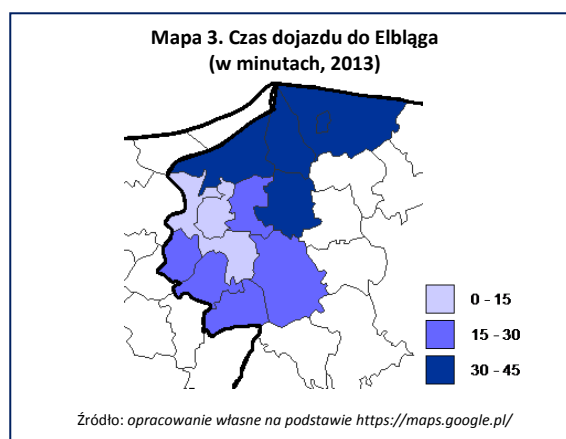 Mapa 3. Czas dojazdu do Elbląga
(w minutach, 2013)
0 - 15
15 - 30
30 - 45
Źródło: opracowanie własne na podstawie https://maps.google.pl/